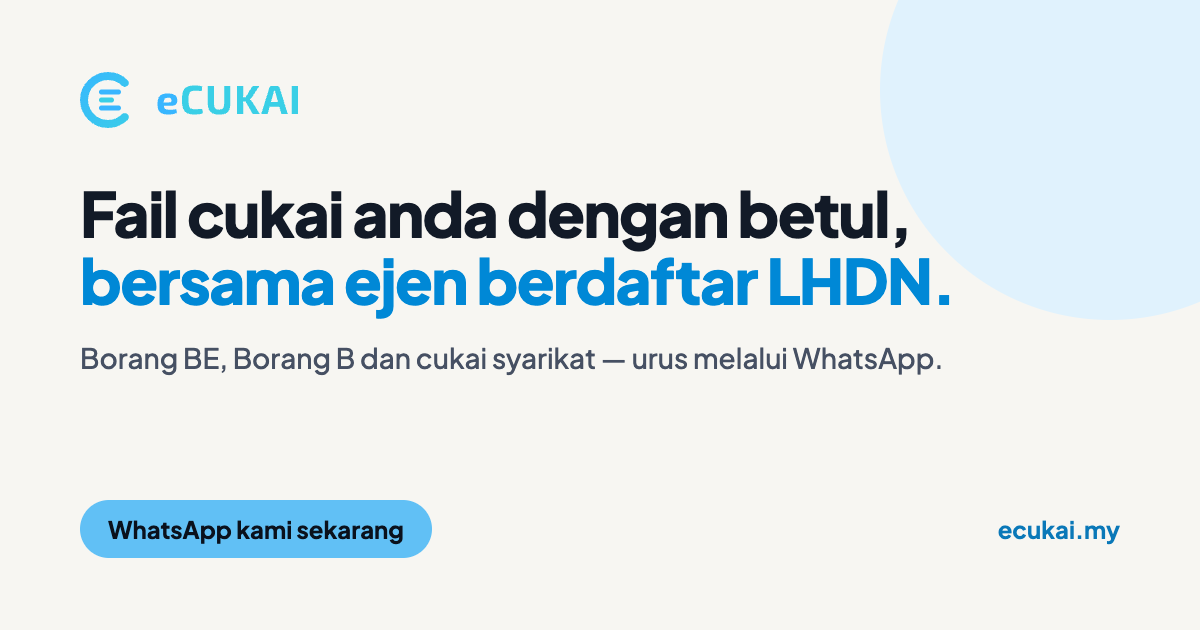 eCUKAI
Fail cukai anda dengan betul,
bersama ejen berdaftar LHDN.
Borang BE, Borang B dan cukai syarikat — urus melalui WhatsApp.
WhatsApp kami sekarang
ecukai.my